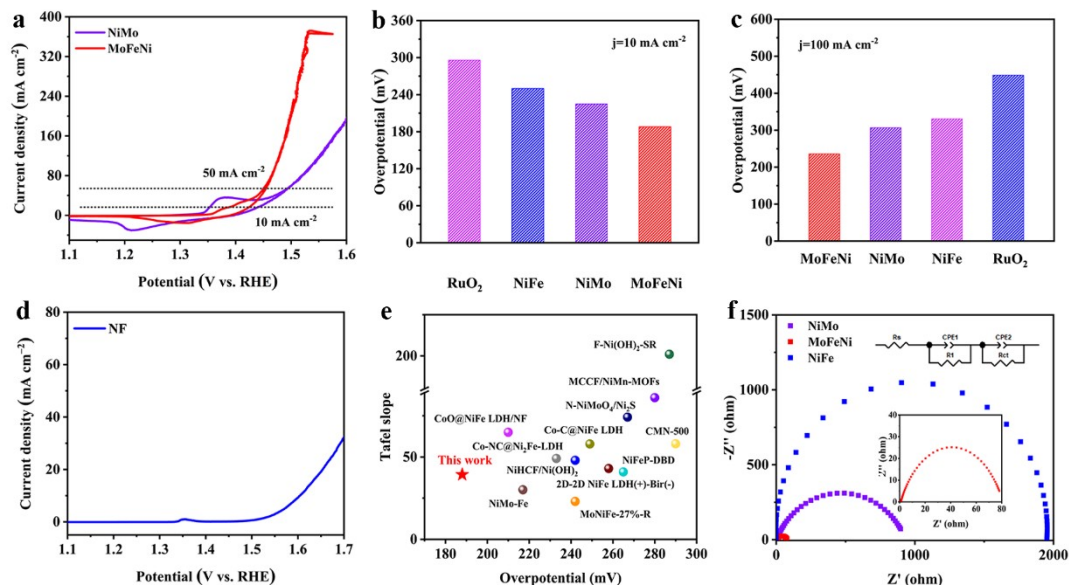 a
NiMo
MoFeNi
Current density (mA cm⁻²)
400
320
240
160
80
0
50 mA cm⁻²
10 mA cm⁻²
1.1 1.2 1.3 1.4 1.5 1.6
Potential (V vs. RHE)
b
j=10 mA cm⁻²
Overpotential (mV)
360
300
240
180
120
60
0
RuO₂ NiFe NiMo MoFeNi
c
j=100 mA cm⁻²
Overpotential (mV)
600
500
400
300
200
100
0
MoFeNi NiMo NiFe RuO₂
d
NF
Current density (mA cm⁻²)
80
60
40
20
0
1.1 1.2 1.3 1.4 1.5 1.6 1.7
Potential (V vs. RHE)
e
Tafel slope
200
50
0
F-Ni(OH)₂-SR
MCCF/NiMn-MOFs
N-NiMoO₄/Ni₂S
CoO@NiFe LDH/NF
Co-C@NiFe LDH
CMN-500
Co-NC@Ni₂Fe-LDH
This work
NiHCF/Ni(OH)₂
NiFeP-DBD
2D-2D NiFe LDH(+)-Bir(-)
NiMo-Fe
MoNiFe-27%-R
180 200 220 240 260 280 300
Overpotential (mV)
f
NiMo
MoFeNi
NiFe
Rs
CPE1
CPE2
R1
Rct
-Z'' (ohm)
1500
1000
500
0
-Z'' (ohm)
40
30
20
10
0
0 20 40 60 80
Z' (ohm)
0 500 1000 1500 2000
Z' (ohm)